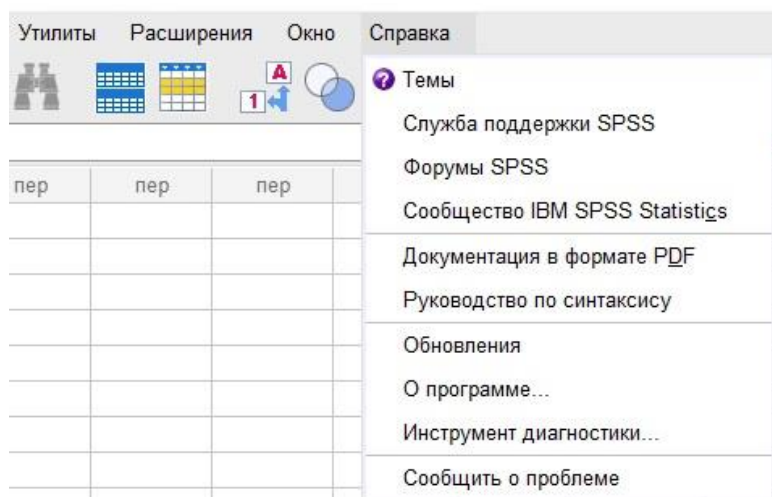 Утилиты Расширения Окно Справка
A
1
Темы
Служба поддержки SPSS
Форумы SPSS
Сообщество IBM SPSS Statistics
Документация в формате PDF
Руководство по синтаксису
Обновления
О программе...
Инструмент диагностики...
Сообщить о проблеме
пер пер пер